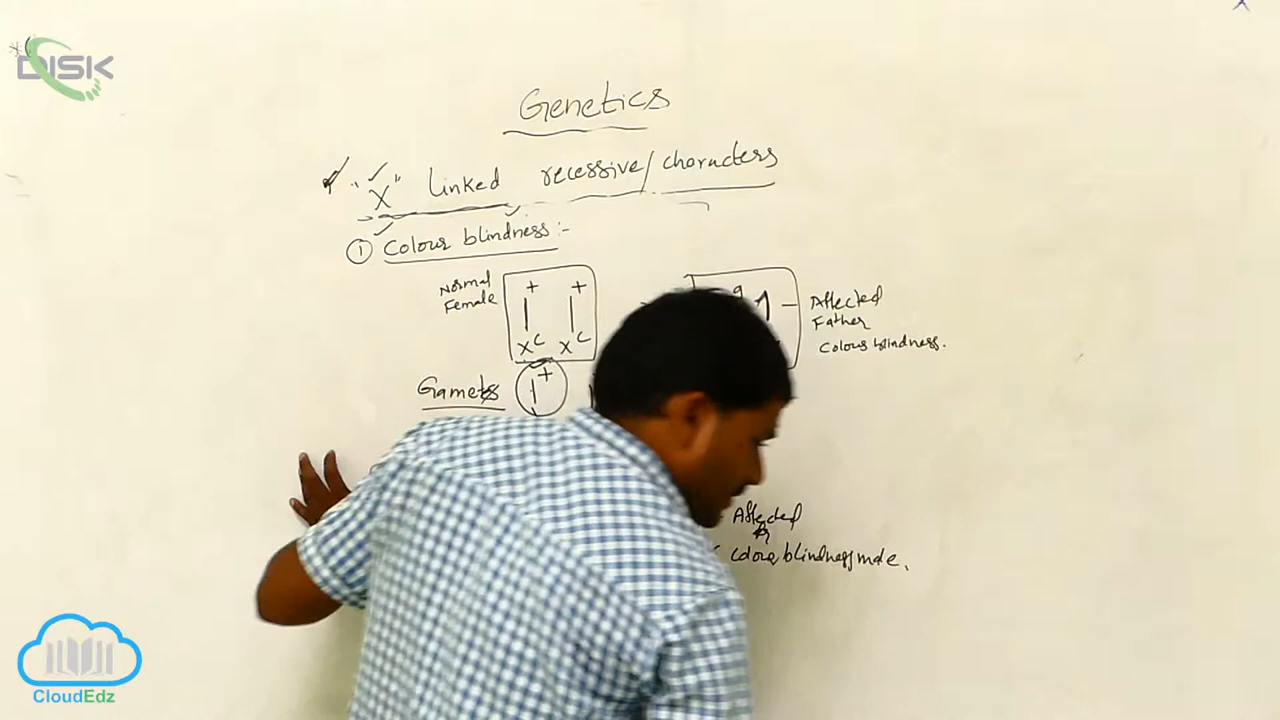 DISK
Genetics
"X" linked recessive/characters
① Colour blindness :-
Normal
Female
+ +
X^C X^C
Affected
Father
Colour blindness.
Gametes
+
Affected
Colour blindness male.
CloudEdz